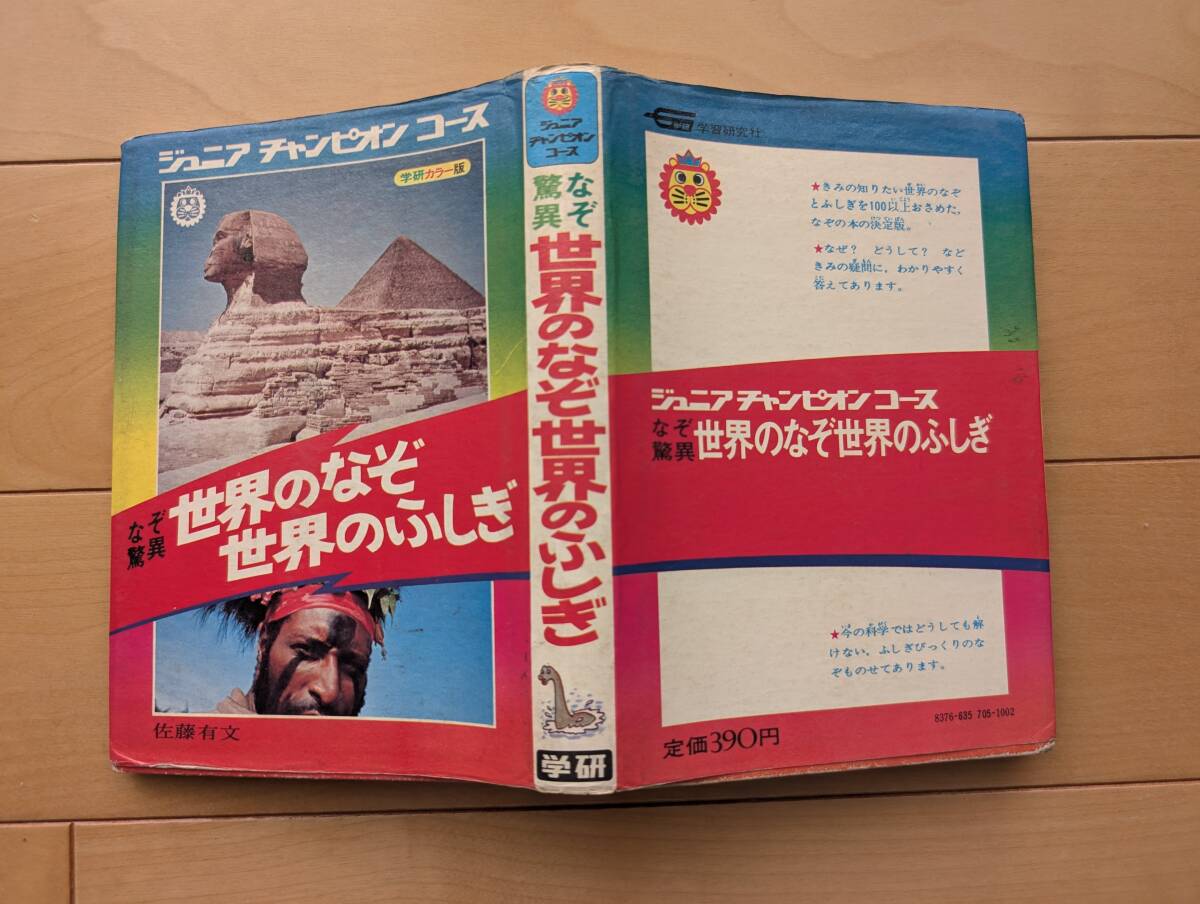 ジュニア チャンピオン コース
学研カラー版
なぞ
驚異
世界のなぞ
世界のふしぎ
佐藤有文
ジュニア
チャンピオン
コース
なぞ
驚異
世界のなぞ世界のふしぎ
学研
学研 学習研究社
★きみの知りたい世界のなぞ
とふしぎを100以上おさめた,
なぞの本の決定版。
★なぜ? どうして? など
きみの疑問に, わかりやすく
答えてあります。
ジュニア チャンピオン コース
なぞ
驚異
世界のなぞ世界のふしぎ
★今の科学ではどうしても解
けない, ふしぎびっくりのな
ぞものせてあります。
8376-635 705-1002
定価390円